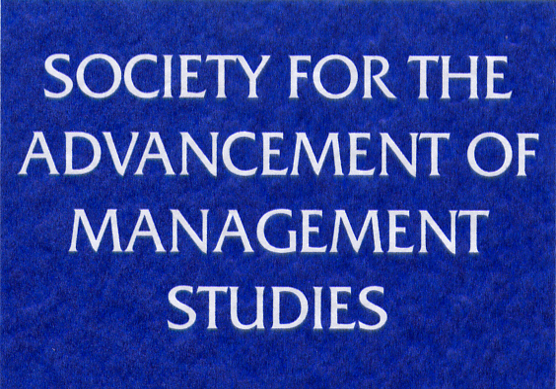 SOCIETY FOR THE
ADVANCEMENT OF
MANAGEMENT
STUDIES